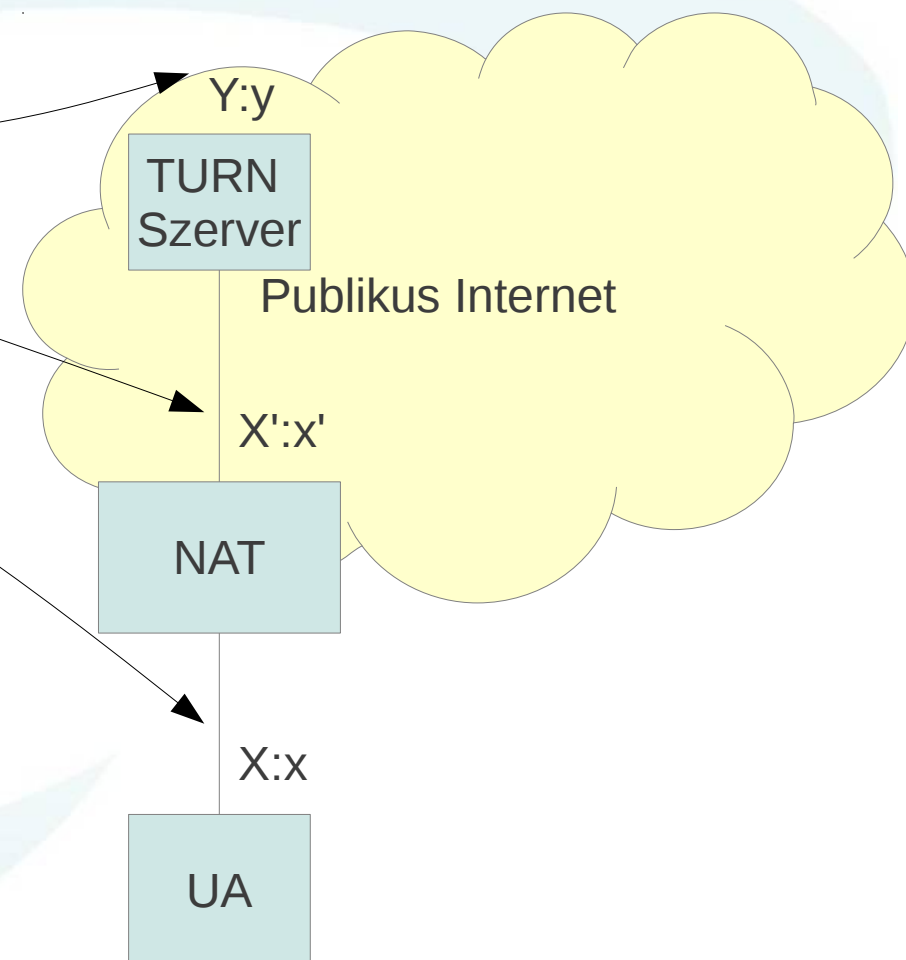 Y:y
TURN
Szerver
Publikus Internet
X':x'
NAT
X:x
UA